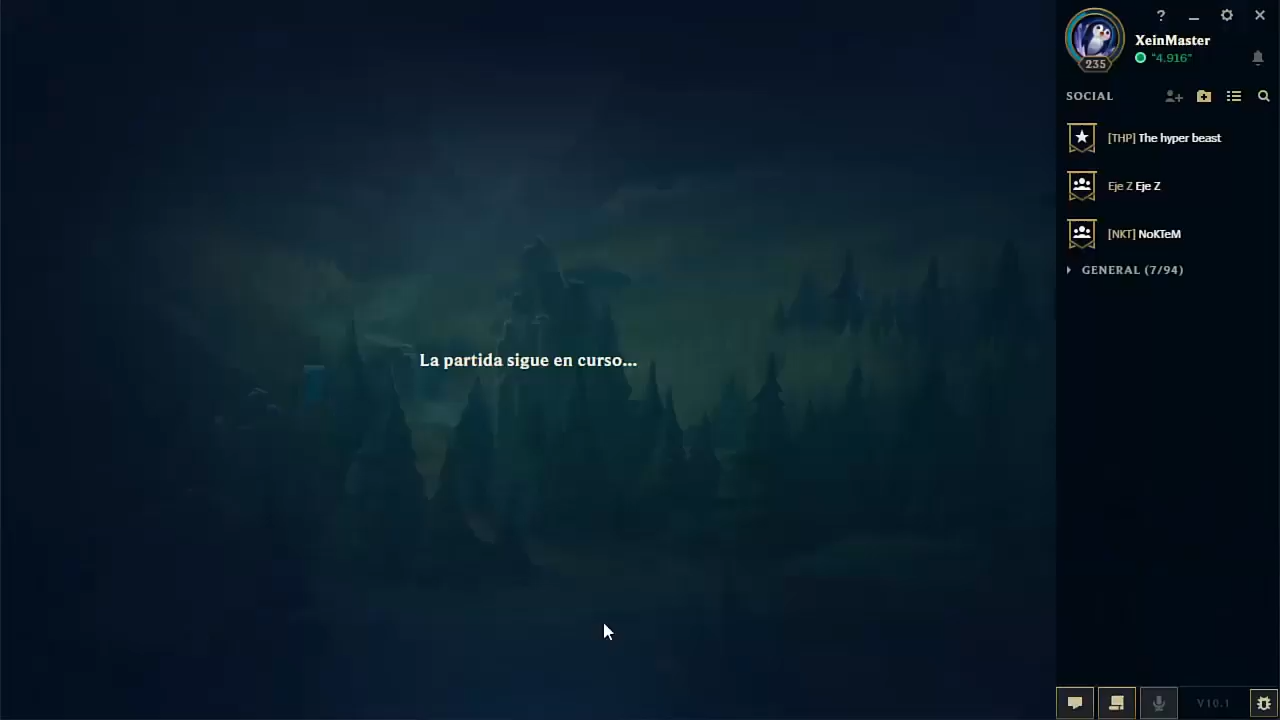 ?
XeinMaster
235
"4.916"
SOCIAL
[THP] The hyper beast
Eje Z Eje Z
[NKT] NoKTeM
GENERAL (7/94)
La partida sigue en curso...
V10.1